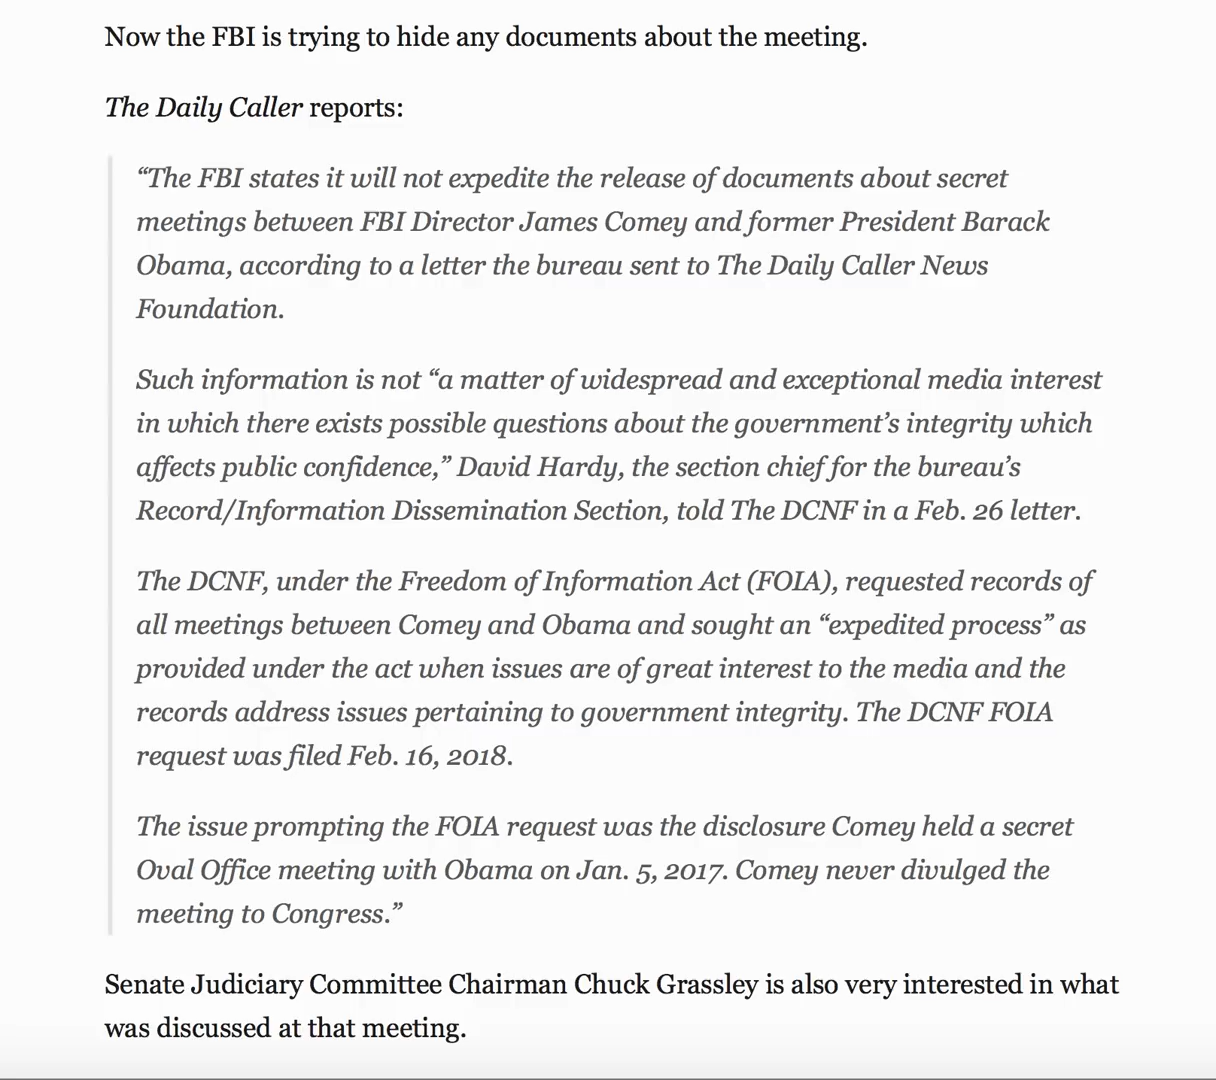 Now the FBI is trying to hide any documents about the meeting.
The Daily Caller reports:
“The FBI states it will not expedite the release of documents about secret
meetings between FBI Director James Comey and former President Barack
Obama, according to a letter the bureau sent to The Daily Caller News
Foundation.
Such information is not “a matter of widespread and exceptional media interest
in which there exists possible questions about the government’s integrity which
affects public confidence,” David Hardy, the section chief for the bureau’s
Record/Information Dissemination Section, told The DCNF in a Feb. 26 letter.
The DCNF, under the Freedom of Information Act (FOIA), requested records of
all meetings between Comey and Obama and sought an “expedited process” as
provided under the act when issues are of great interest to the media and the
records address issues pertaining to government integrity. The DCNF FOIA
request was filed Feb. 16, 2018.
The issue prompting the FOIA request was the disclosure Comey held a secret
Oval Office meeting with Obama on Jan. 5, 2017. Comey never divulged the
meeting to Congress.”
Senate Judiciary Committee Chairman Chuck Grassley is also very interested in what
was discussed at that meeting.